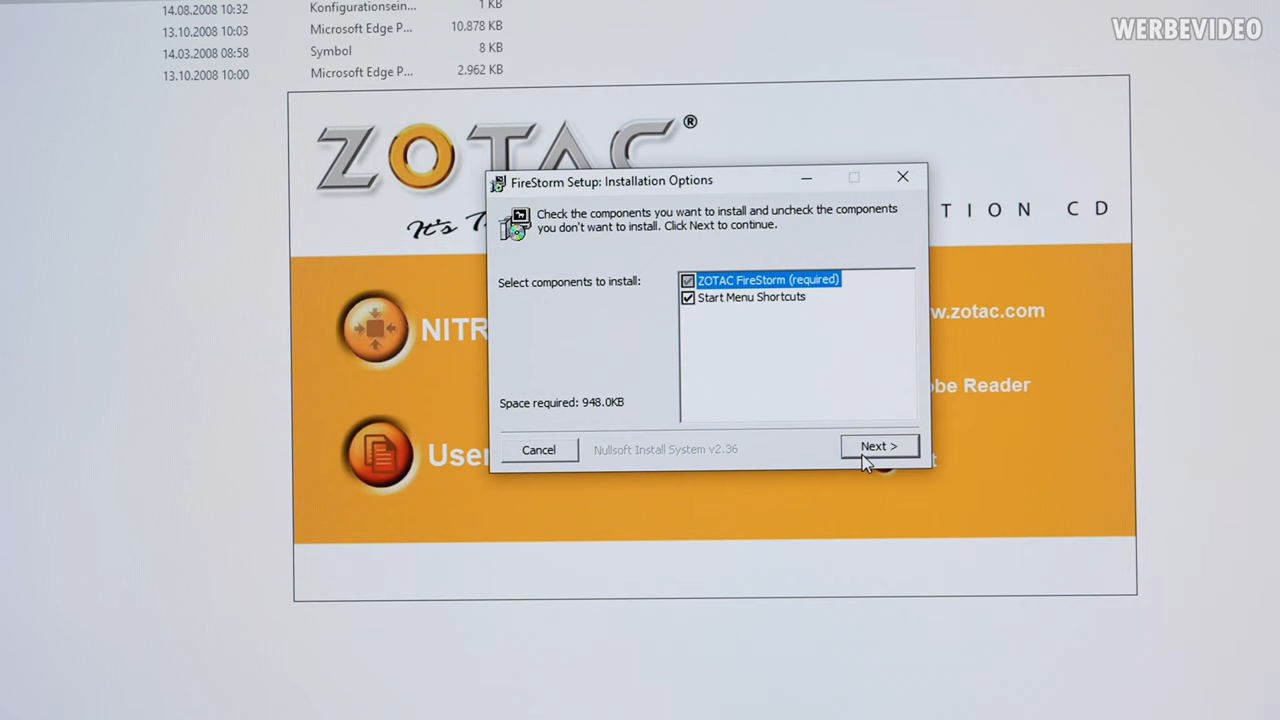 WERBEVIDEO
14.08.2008 10:32 Konfigurationsein... 1 KB
13.10.2008 10:03 Microsoft Edge P... 10.878 KB
14.03.2008 08:58 Symbol 8 KB
13.10.2008 10:00 Microsoft Edge P... 2.962 KB
ZOTAC®
It's T
TION CD
FireStorm Setup: Installation Options
Check the components you want to install and uncheck the components
you don't want to install. Click Next to continue.
Select components to install:
ZOTAC FireStorm (required)
Start Menu Shortcuts
Space required: 948.0KB
Cancel
Nullsoft Install System v2.36
Next >
NITR
w.zotac.com
obe Reader
User
t